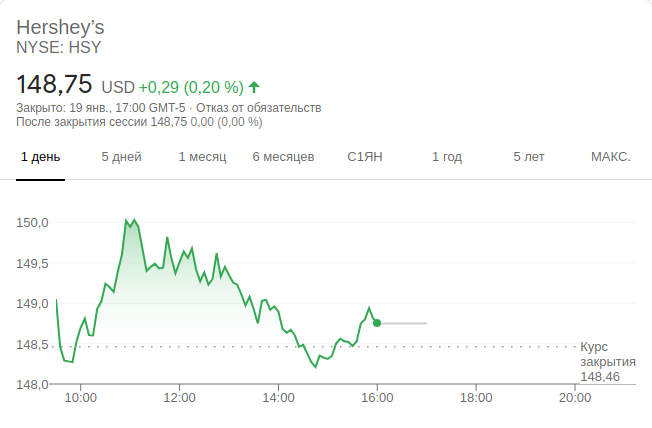 Hershey’s
NYSE: HSY
148,75 USD +0,29 (0,20 %)
Закрыто: 19 янв., 17:00 GMT-5 · Отказ от обязательств
После закрытия сессии 148,75 0,00 (0,00 %)
1 день 5 дней 1 месяц 6 месяцев С1ЯН 1 год 5 лет МАКС.
150,0
149,5
149,0
148,5
148,0
Курс
закрытия
148,46
10:00 12:00 14:00 16:00 18:00 20:00